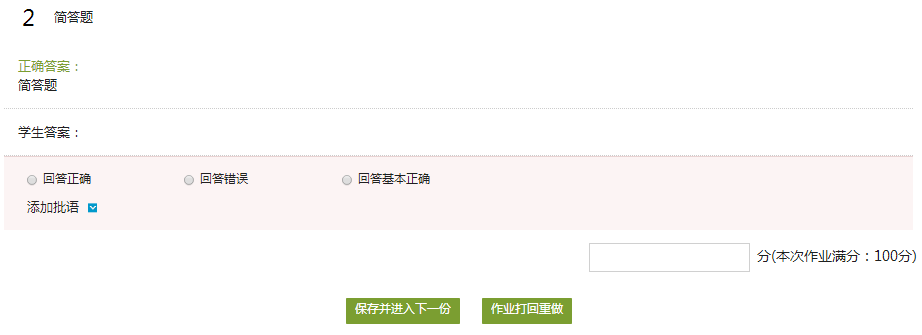 2 简答题
正确答案：
简答题
学生答案：
回答正确 回答错误 回答基本正确
添加批语
分(本次作业满分：100分)
保存并进入下一份 作业打回重做